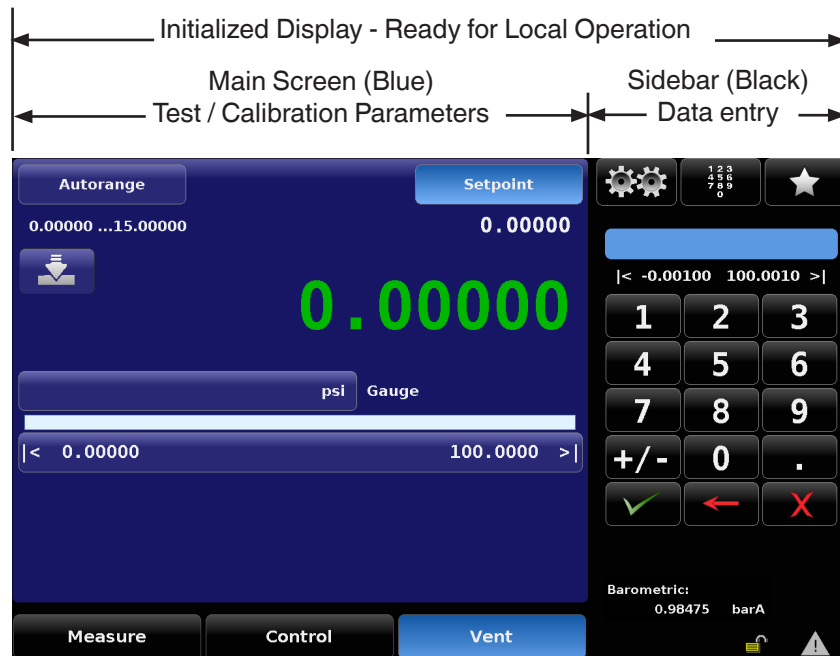 Initialized Display - Ready for Local Operation
Main Screen (Blue)
Test / Calibration Parameters
Sidebar (Black)
Data entry
Autorange
Setpoint
0.00000 ...15.00000
0.00000
0.00000
psi Gauge
|< 0.00000 100.0000 >|
Measure Control Vent
1 2 3
4 5 6
7 8 9
0
|< -0.00100 100.0010 >|
1 2 3
4 5 6
7 8 9
+/- 0 .
X
Barometric:
0.98475 barA